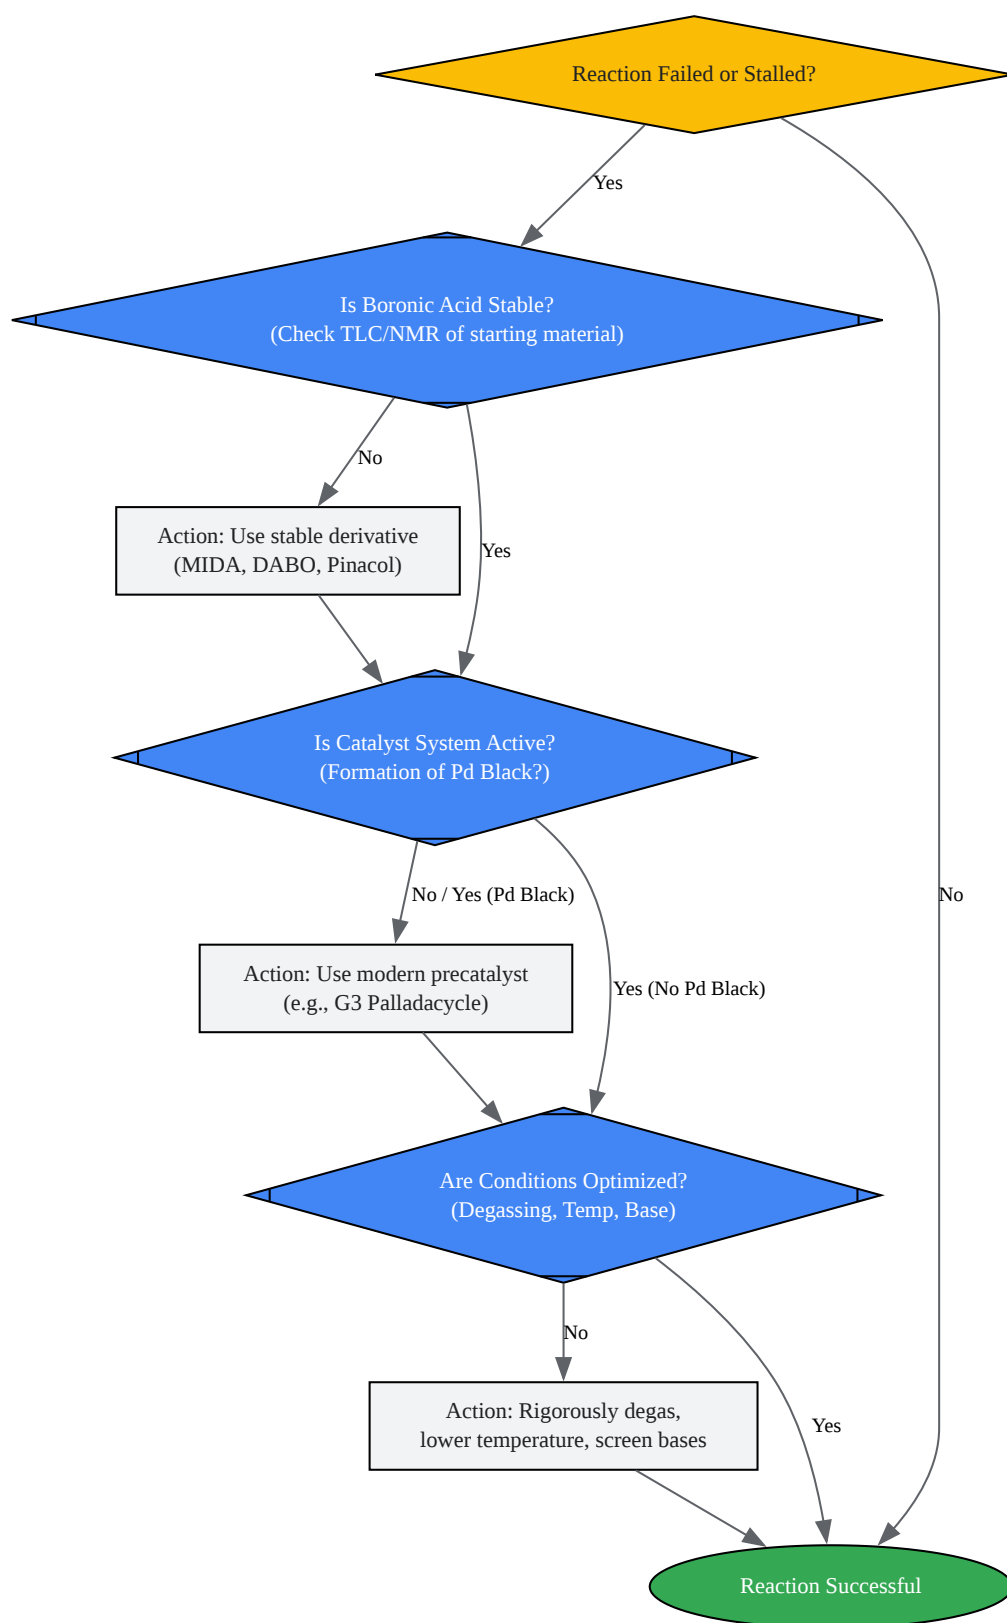 Reaction Failed or Stalled?
Yes
Is Boronic Acid Stable?
(Check TLC/NMR of starting material)
No
Action: Use stable derivative
(MIDA, DABO, Pinacol)
Yes
Is Catalyst System Active?
(Formation of Pd Black?)
No / Yes (Pd Black)
No
Action: Use modern precatalyst
(e.g., G3 Palladacycle)
Yes (No Pd Black)
Are Conditions Optimized?
(Degassing, Temp, Base)
No
Action: Rigorously degas,
lower temperature, screen bases
Yes
Reaction Successful